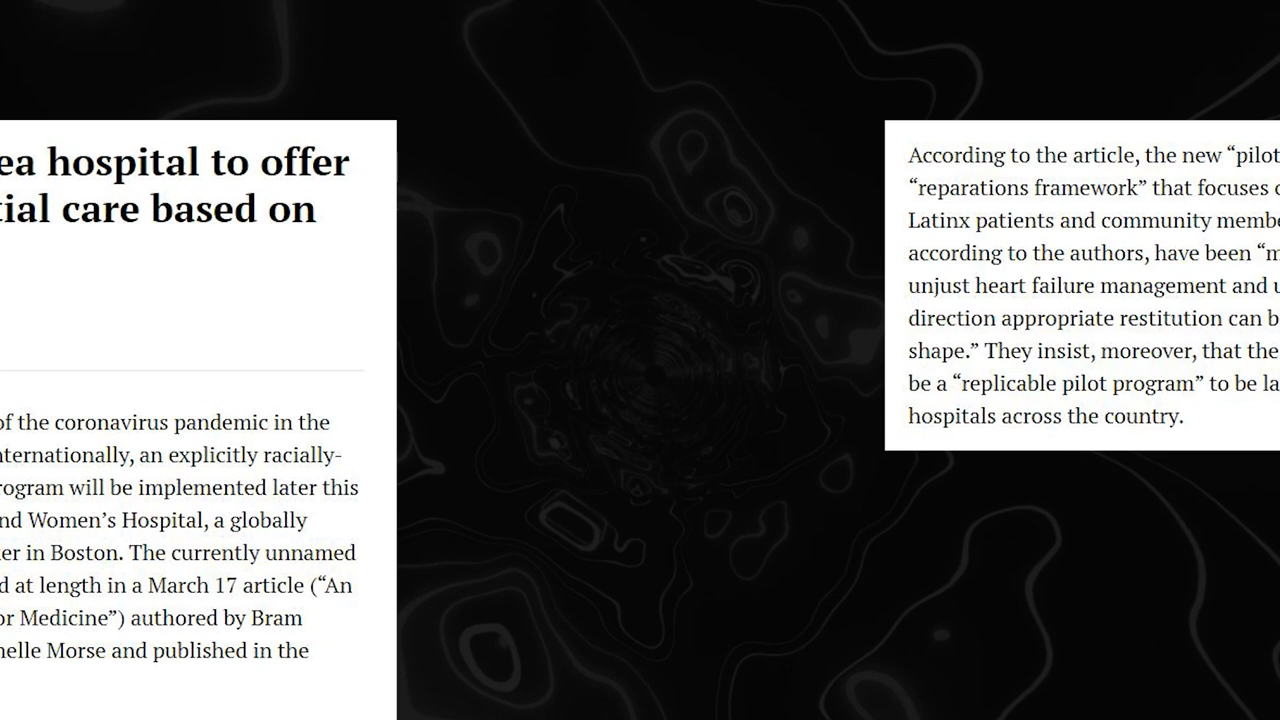 ea hospital to offer
tial care based on
of the coronavirus pandemic in the
nternationally, an explicitly racially-
rogram will be implemented later this
nd Women’s Hospital, a globally
er in Boston. The currently unnamed
d at length in a March 17 article (“An
or Medicine”) authored by Bram
nelle Morse and published in the
According to the article, the new “pilot
“reparations framework” that focuses
Latinx patients and community membe
according to the authors, have been “m
unjust heart failure management and u
direction appropriate restitution can b
shape.” They insist, moreover, that the
be a “replicable pilot program” to be la
hospitals across the country.